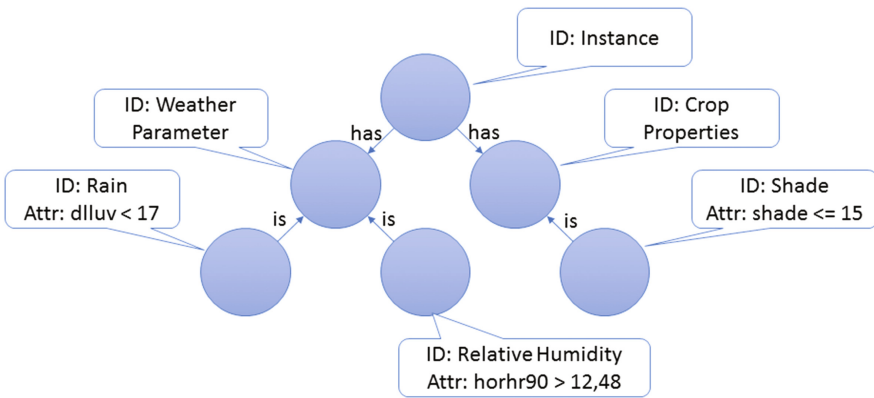 ID: Instance
ID: Weather
Parameter
ID: Crop
Properties
has
has
ID: Rain
Attr: dlluv < 17
ID: Shade
Attr: shade <= 15
is
is
is
ID: Relative Humidity
Attr: horhr90 > 12,48